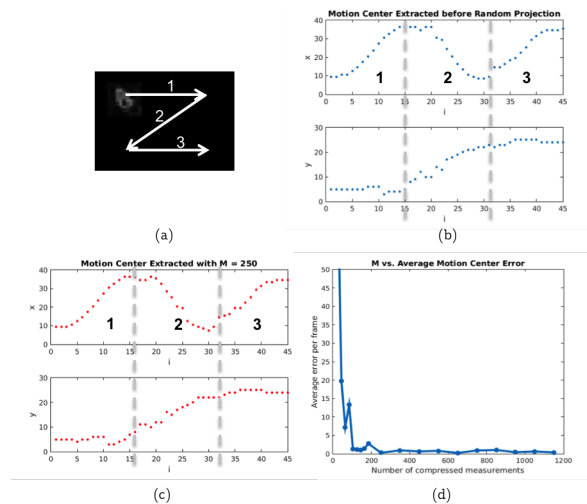 1
2
3
(a)
Motion Center Extracted before Random Projection
40
30
20
10
0
x
1 2 3
0 5 10 15 20 25 30 35 40 45
i
30
20
10
0
y
0 5 10 15 20 25 30 35 40 45
i
(b)
Motion Center Extracted with M = 250
40
30
20
10
0
x
1 2 3
0 5 10 15 20 25 30 35 40 45
i
30
20
10
0
y
0 5 10 15 20 25 30 35 40 45
i
(c)
M vs. Average Motion Center Error
50
45
40
35
30
25
20
15
10
5
0
Average error per frame
0 200 400 600 800 1000 1200
Number of compressed measurements
(d)